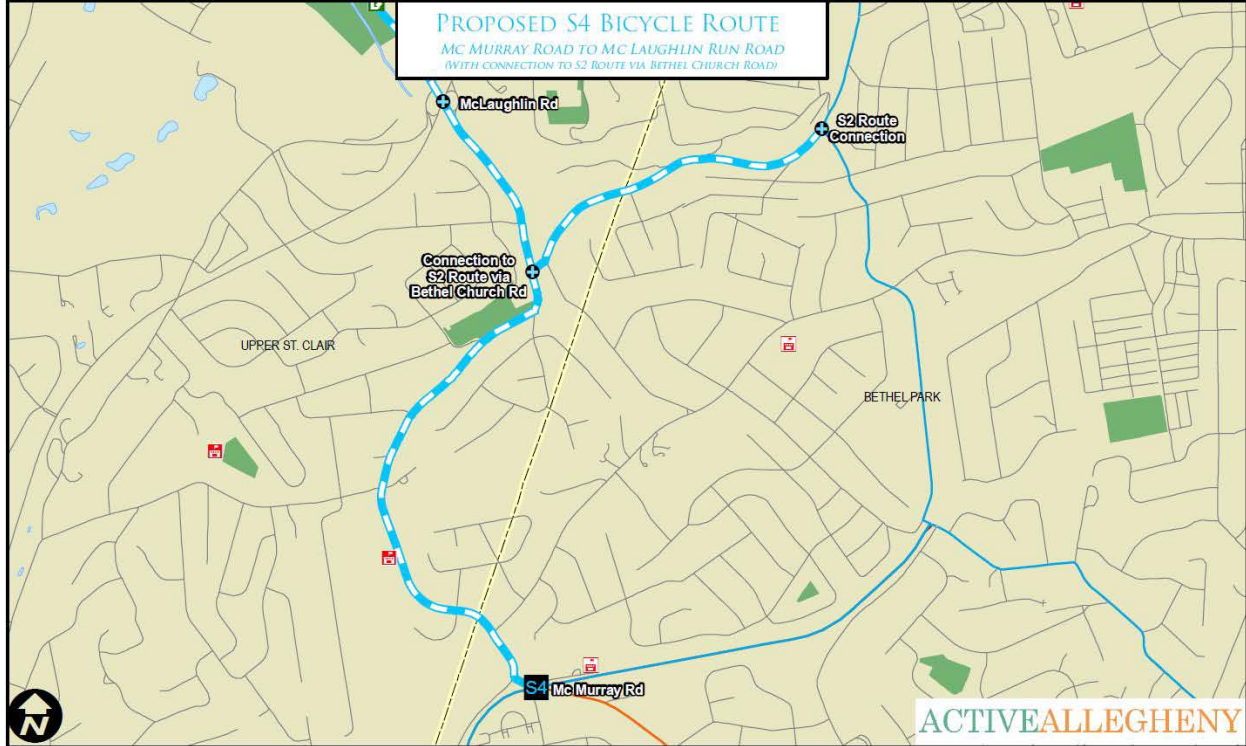 PROPOSED S4 BICYCLE ROUTE
MC MURRAY ROAD TO MC LAUGHLIN RUN ROAD
(WITH CONNECTION TO S2 ROUTE VIA BETHEL CHURCH ROAD)
McLaughlin Rd
S2 Route
Connection
Connection to
S2 Route via
Bethel Church Rd
UPPER ST. CLAIR
BETHEL PARK
S4 Mc Murray Rd
N
ACTIVEALLEGHENY